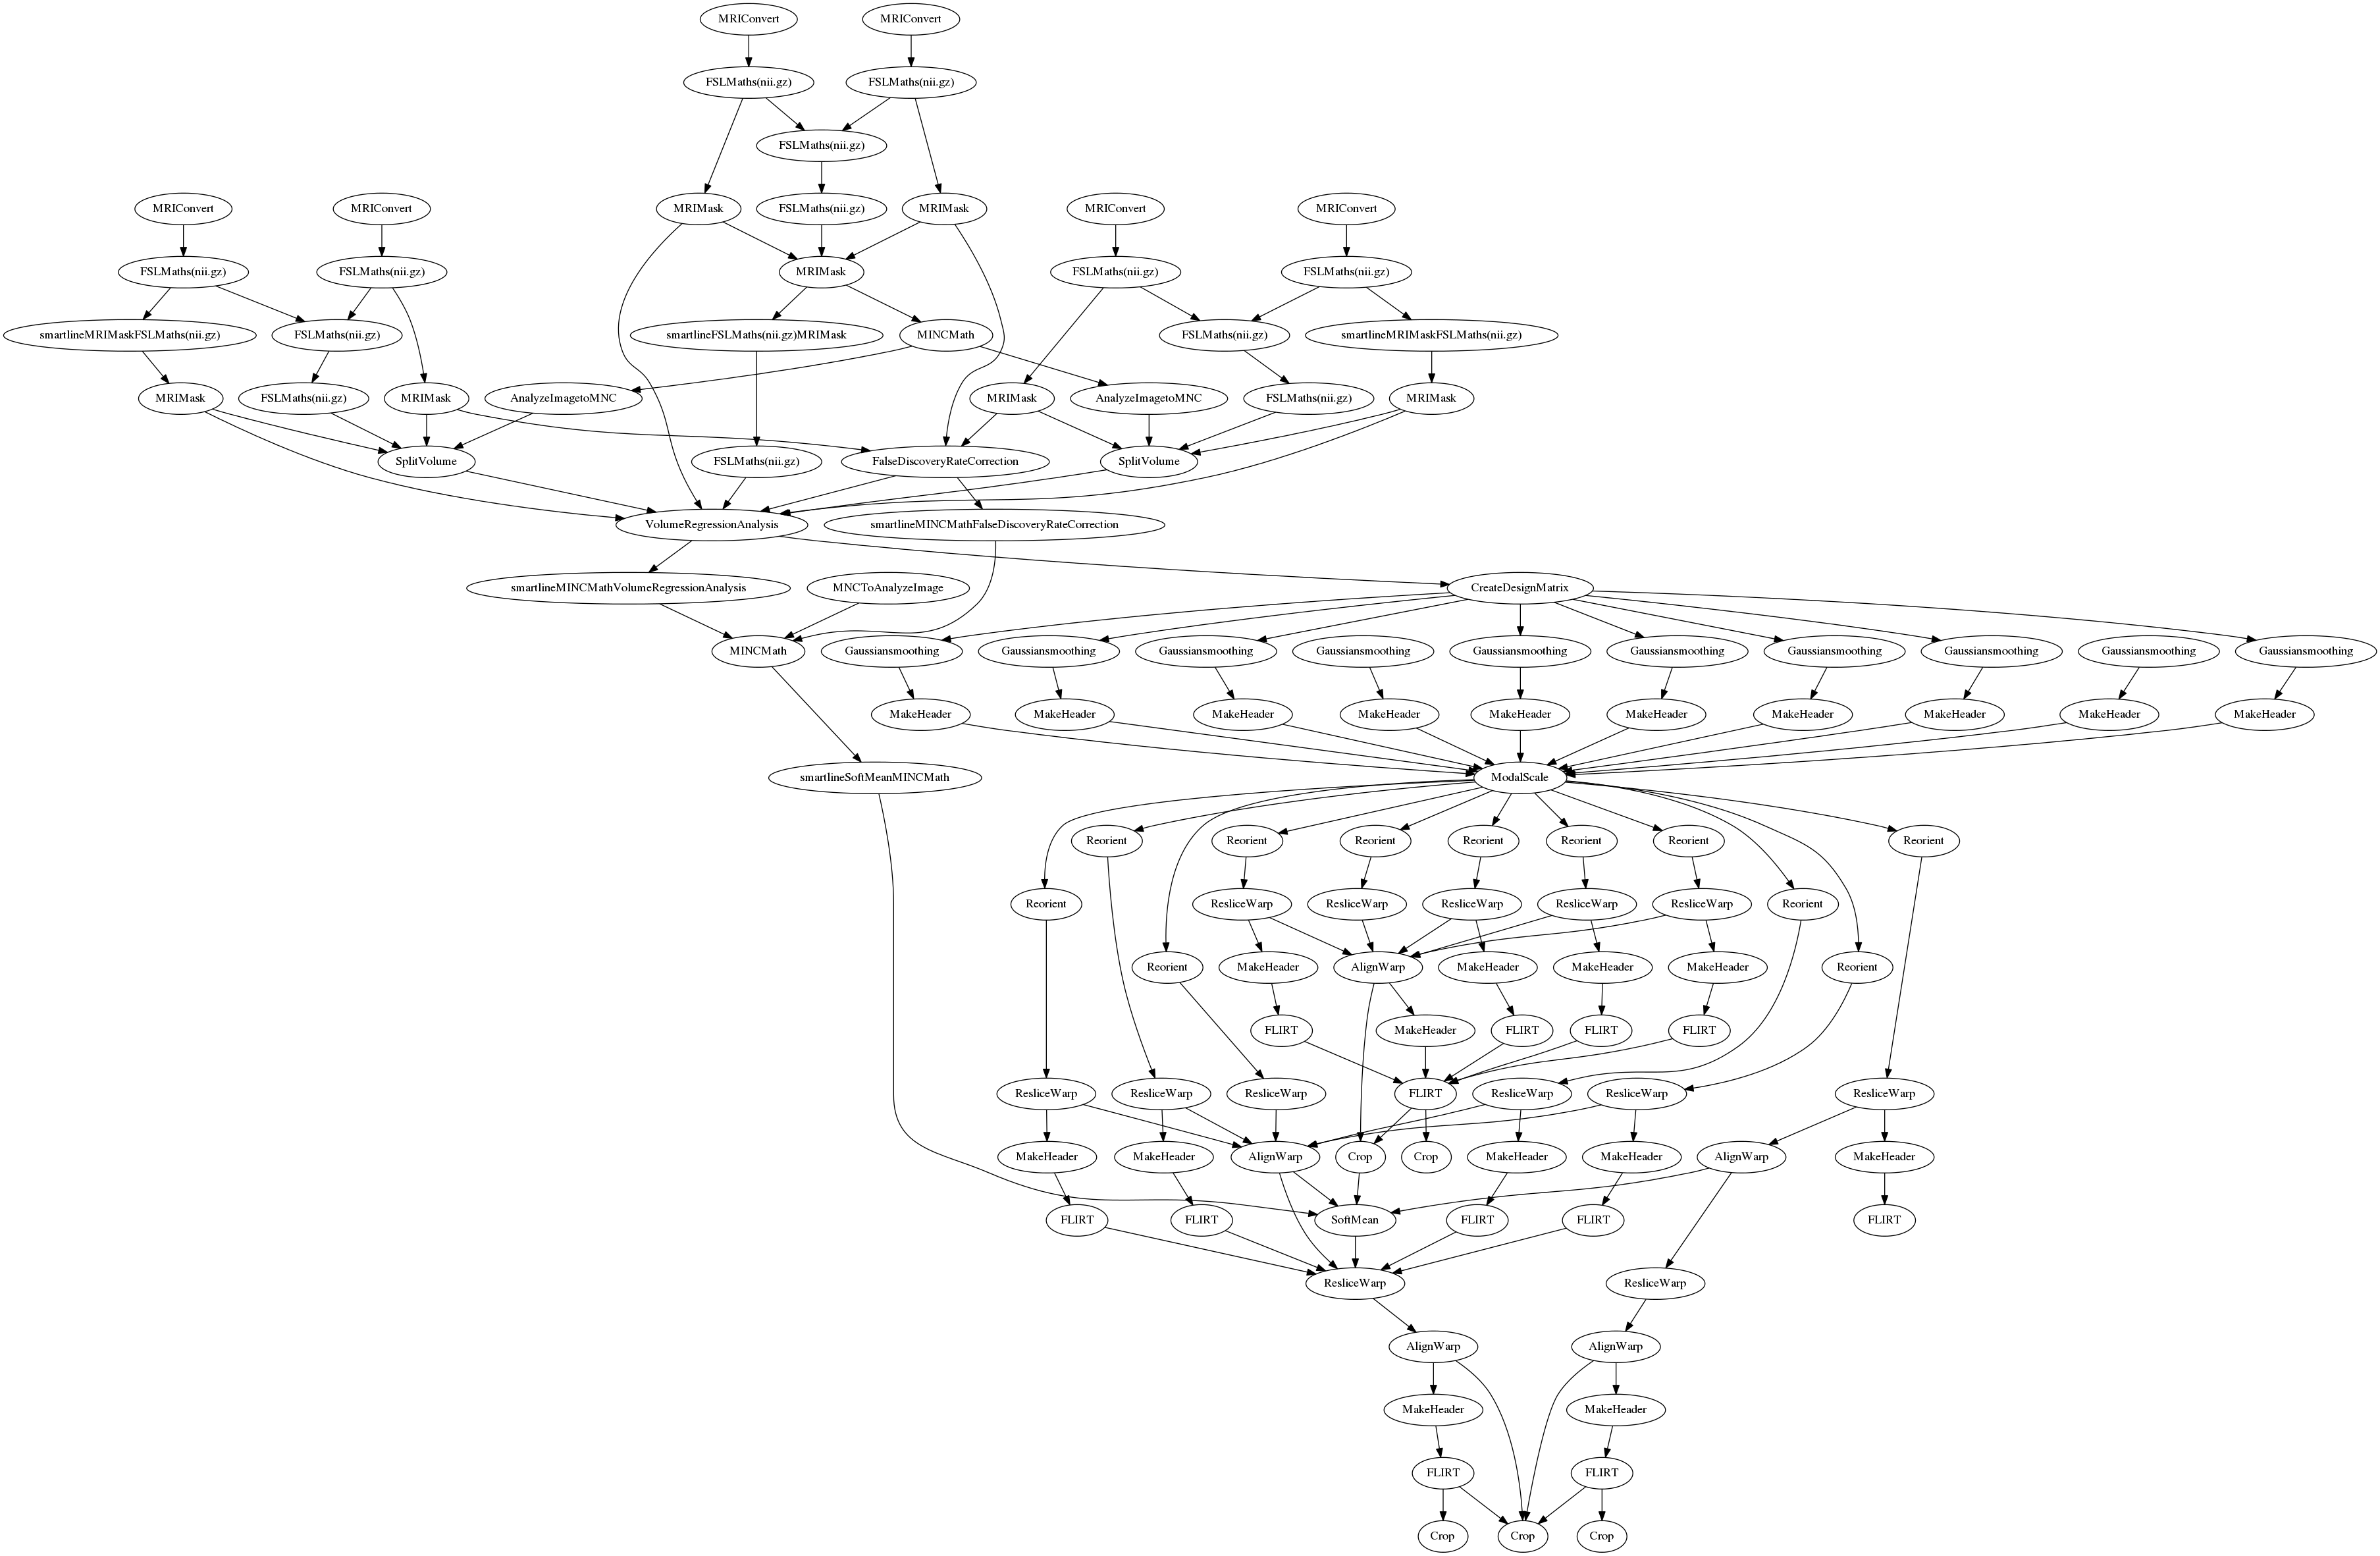 MRIConvert
MRIConvert
FSLMaths(nii.gz)
FSLMaths(nii.gz)
FSLMaths(nii.gz)
MRIConvert
MRIConvert
MRIMask
FSLMaths(nii.gz)
MRIMask
MRIConvert
MRIConvert
FSLMaths(nii.gz)
FSLMaths(nii.gz)
MRIMask
FSLMaths(nii.gz)
FSLMaths(nii.gz)
smartlineMRIMaskFSLMaths(nii.gz)
FSLMaths(nii.gz)
smartlineFSLMaths(nii.gz)MRIMask
MINCMath
FSLMaths(nii.gz)
smartlineMRIMaskFSLMaths(nii.gz)
MRIMask
FSLMaths(nii.gz)
MRIMask
AnalyzeImagetoMNC
MRIMask
AnalyzeImagetoMNC
FSLMaths(nii.gz)
MRIMask
SplitVolume
FSLMaths(nii.gz)
FalseDiscoveryRateCorrection
SplitVolume
VolumeRegressionAnalysis
smartlineMINCMathFalseDiscoveryRateCorrection
smartlineMINCMathVolumeRegressionAnalysis
MNCToAnalyzeImage
CreateDesignMatrix
MINCMath
Gaussiansmoothing
Gaussiansmoothing
Gaussiansmoothing
Gaussiansmoothing
Gaussiansmoothing
Gaussiansmoothing
Gaussiansmoothing
Gaussiansmoothing
Gaussiansmoothing
Gaussiansmoothing
MakeHeader
MakeHeader
MakeHeader
MakeHeader
MakeHeader
MakeHeader
MakeHeader
MakeHeader
MakeHeader
MakeHeader
smartlineSoftMeanMINCMath
ModalScale
Reorient
Reorient
Reorient
Reorient
Reorient
Reorient
Reorient
Reorient
ResliceWarp
ResliceWarp
ResliceWarp
ResliceWarp
ResliceWarp
Reorient
Reorient
MakeHeader
AlignWarp
MakeHeader
MakeHeader
MakeHeader
Reorient
FLIRT
MakeHeader
FLIRT
FLIRT
FLIRT
ResliceWarp
ResliceWarp
ResliceWarp
FLIRT
ResliceWarp
ResliceWarp
ResliceWarp
MakeHeader
MakeHeader
AlignWarp
Crop
Crop
MakeHeader
MakeHeader
AlignWarp
MakeHeader
FLIRT
FLIRT
SoftMean
FLIRT
FLIRT
FLIRT
ResliceWarp
ResliceWarp
AlignWarp
AlignWarp
MakeHeader
MakeHeader
FLIRT
FLIRT
Crop
Crop
Crop